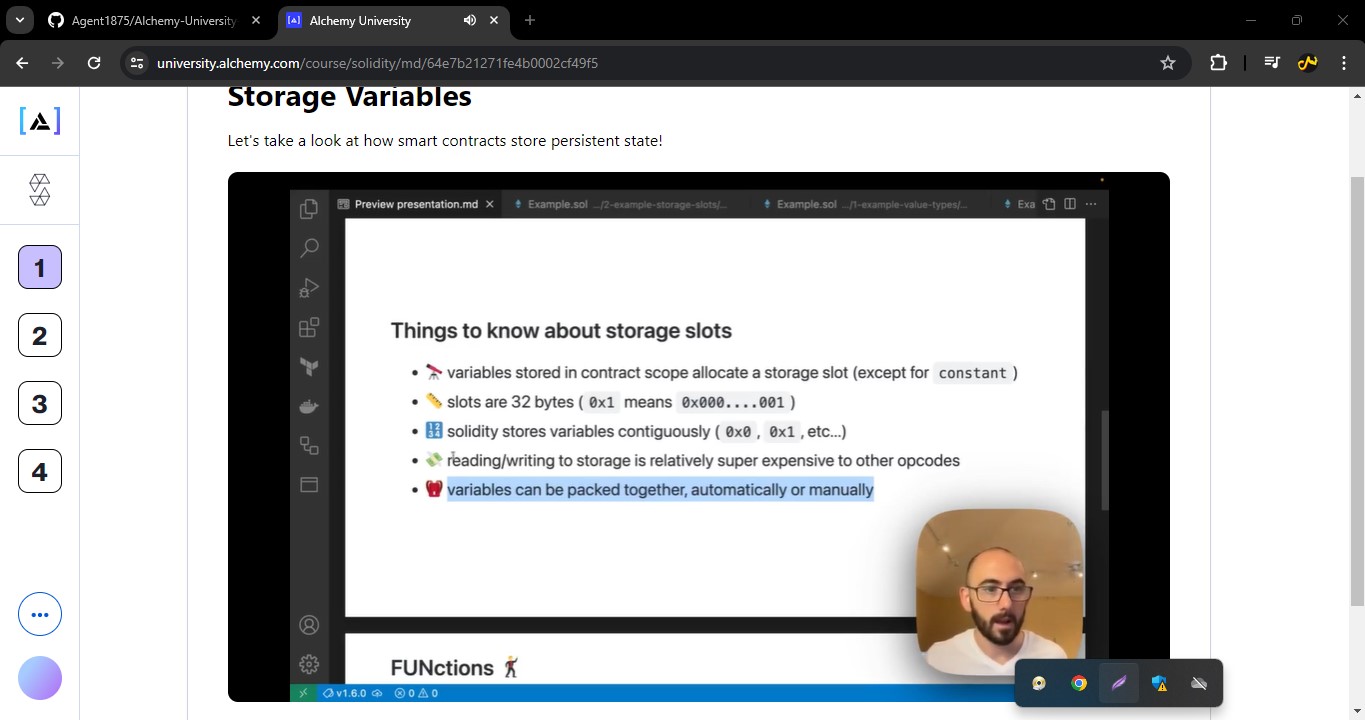 Agent1875/Alchemy-University
Alchemy University
university.alchemy.com/course/solidity/md/64e7b21271fe4b0002cf49f5
Storage Variables
Let's take a look at how smart contracts store persistent state!
Preview presentation.md
Example.sol .../2-example-storage-slots/...
Example.sol .../1-example-value-types/...
Exa
Things to know about storage slots
variables stored in contract scope allocate a storage slot (except for constant )
slots are 32 bytes ( 0x1 means 0x000....001 )
solidity stores variables contiguously ( 0x0 , 0x1 , etc...)
reading/writing to storage is relatively super expensive to other opcodes
variables can be packed together, automatically or manually
FUNctions
v1.6.0
0
0
1
2
3
4